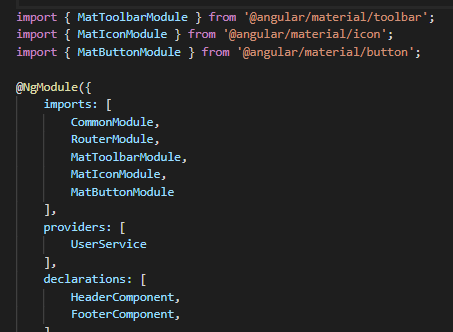 import { MatToolbarModule } from '@angular/material/toolbar';
import { MatIconModule } from '@angular/material/icon';
import { MatButtonModule } from '@angular/material/button';
@NgModule({
imports: [
CommonModule,
RouterModule,
MatToolbarModule,
MatIconModule,
MatButtonModule
],
providers: [
UserService
],
declarations: [
HeaderComponent,
FooterComponent,